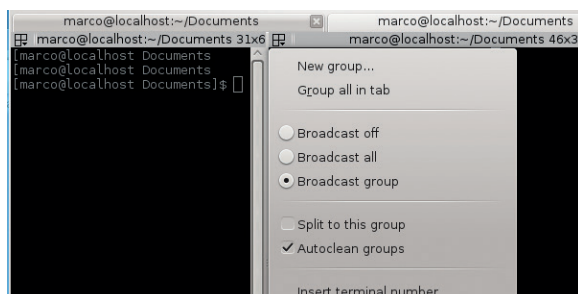 marco@localhost:~/Documents
marco@localhost:~/Documents
marco@localhost:~/Documents 31x6
marco@localhost:~/Documents 46x3
[marco@localhost Documents
[marco@localhost Documents
[marco@localhost Documents]$
New group...
Group all in tab
Broadcast off
Broadcast all
Broadcast group
Split to this group
Autoclean groups
Insert terminal number